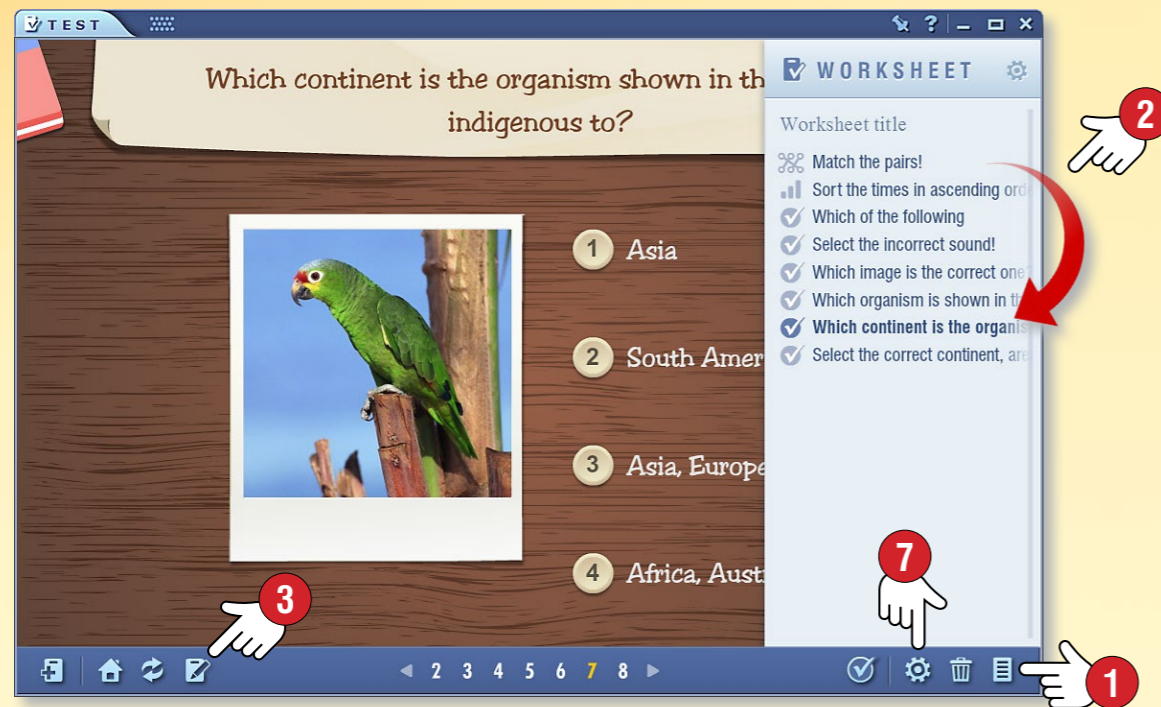 TEST
?
Which continent is the organism shown in th
indigenous to?
1 Asia
2 South Amer
3 Asia, Europe
4 Africa, Aust
WORKSHEET
Worksheet title
Match the pairs!
Sort the times in ascending ord
Which of the following
Select the incorrect sound!
Which image is the correct one
Which organism is shown in th
Which continent is the organis
Select the correct continent, are
2
7
3
1
2 3 4 5 6 7 8